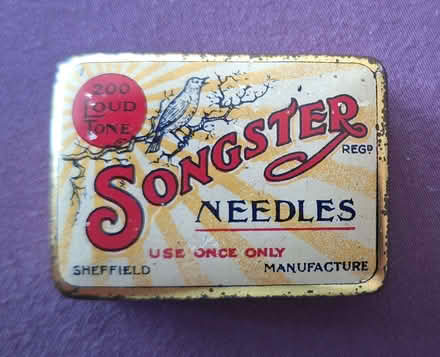 200
LOUD
TONE
SONGSTER
REGD
NEEDLES
USE ONCE ONLY
SHEFFIELD MANUFACTURE